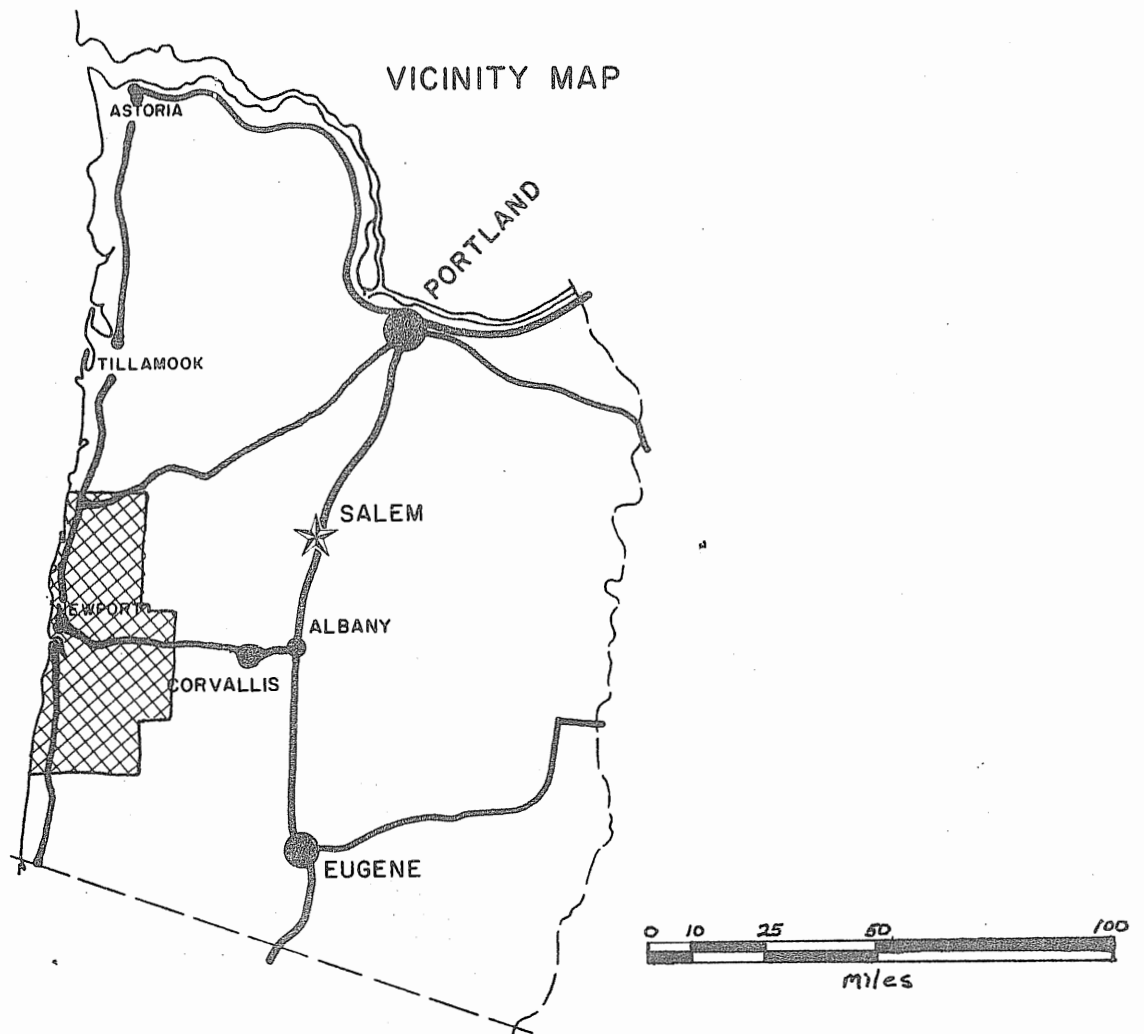 VICINITY MAP
ASTORIA
PORTLAND
TILLAMOOK
SALEM
NEWPORT
ALBANY
CORVALLIS
EUGENE
0 10 25 50 100
miles